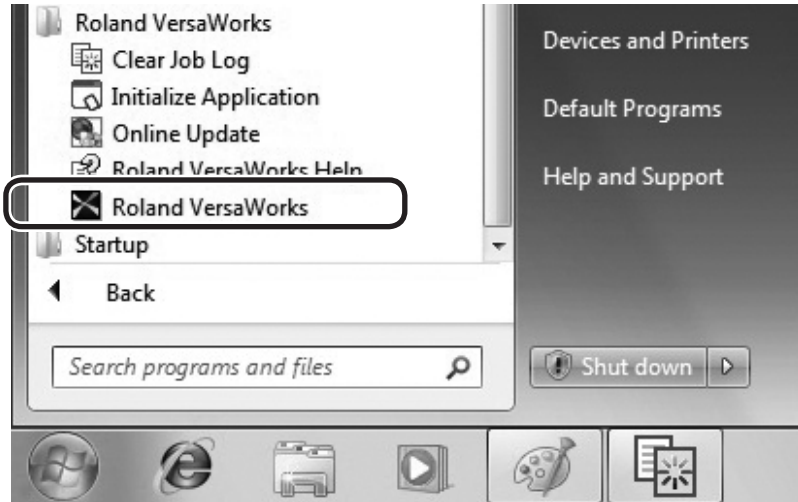 Roland VersaWorks
Clear Job Log
Initialize Application
Online Update
Roland VersaWorks Help
Roland VersaWorks
Startup
Back
Search programs and files
Devices and Printers
Default Programs
Help and Support
Shut down